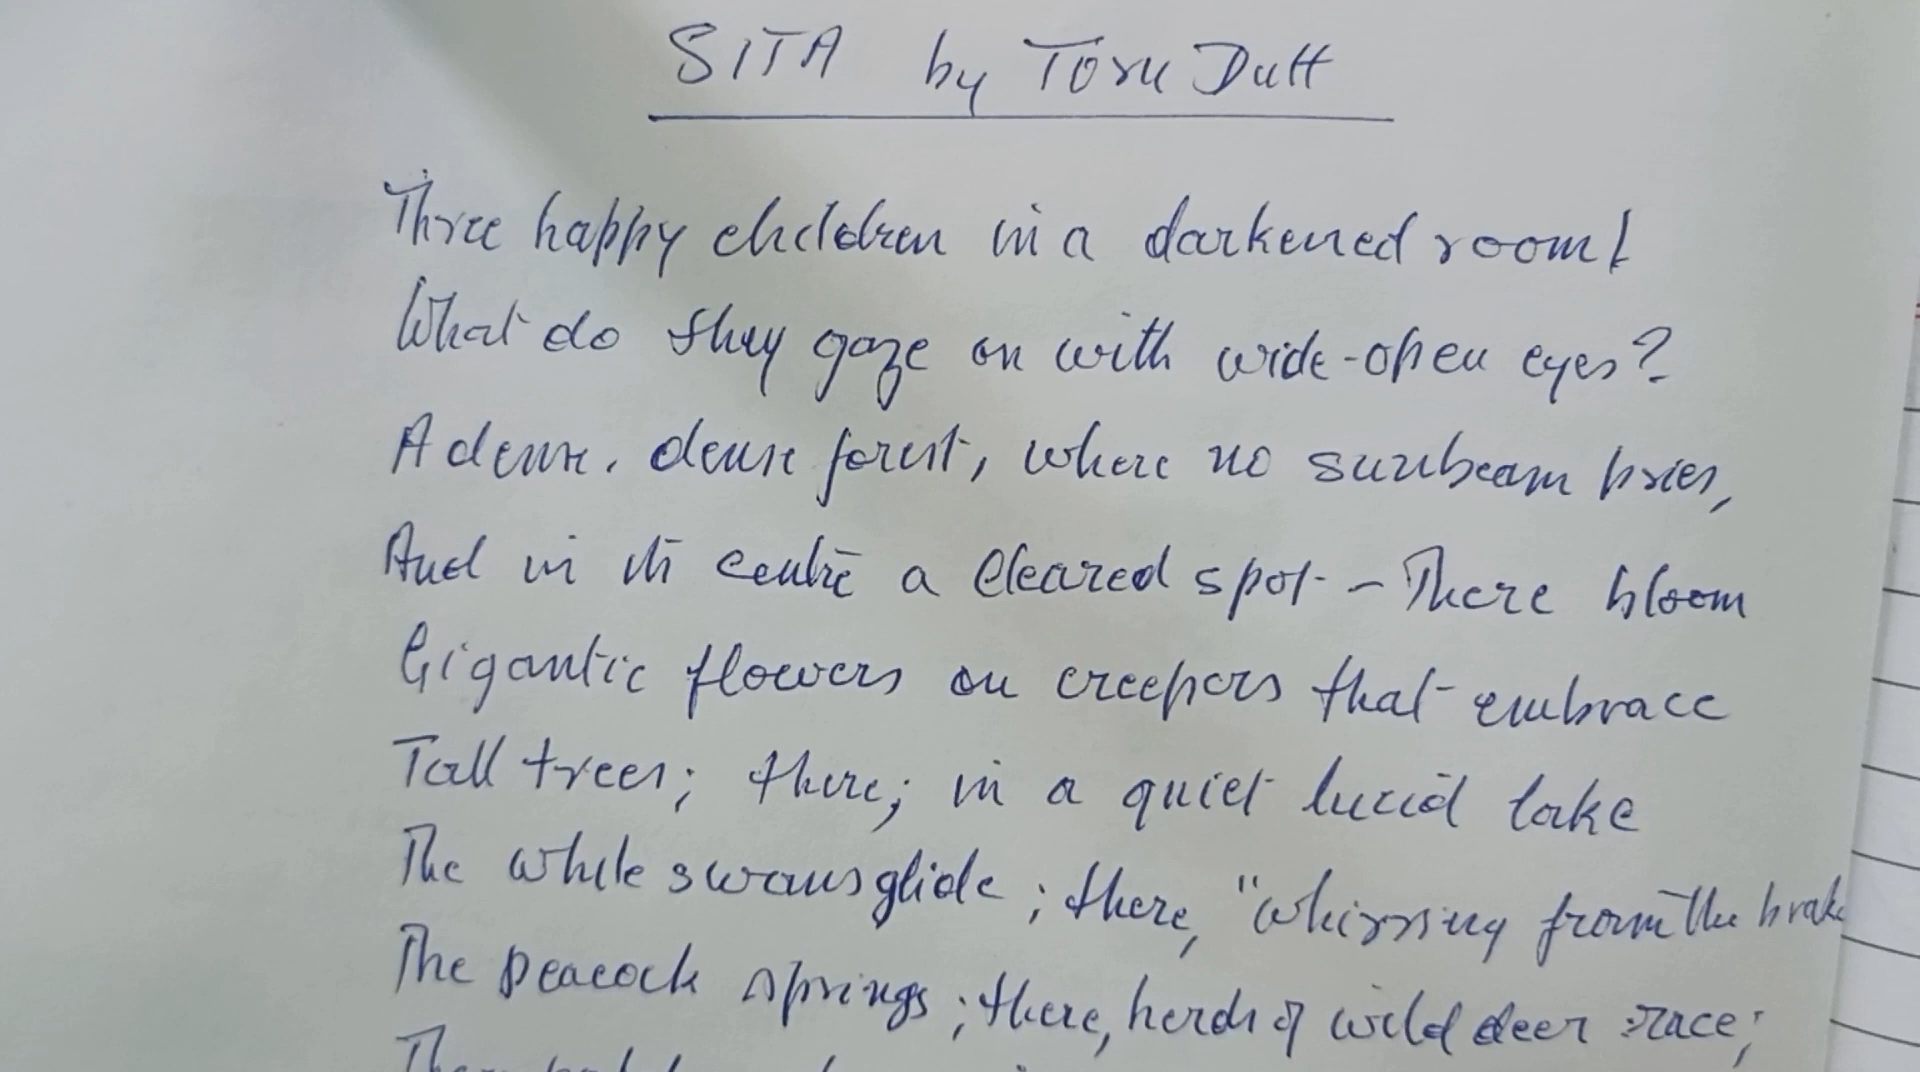 SITA by Toru Dutt
Three happy children in a darkened room!
What do they gaze on with wide-open eyes?
A dense, dense forest, where no sunbeam pries,
And in its centre a cleared spot - There bloom
Gigantic flowers on creepers that embrace
Tall trees; there; in a quiet lucid lake
The white swans glide; there, "whirring from the brake
The peacock springs; there, herds of wild deer race;